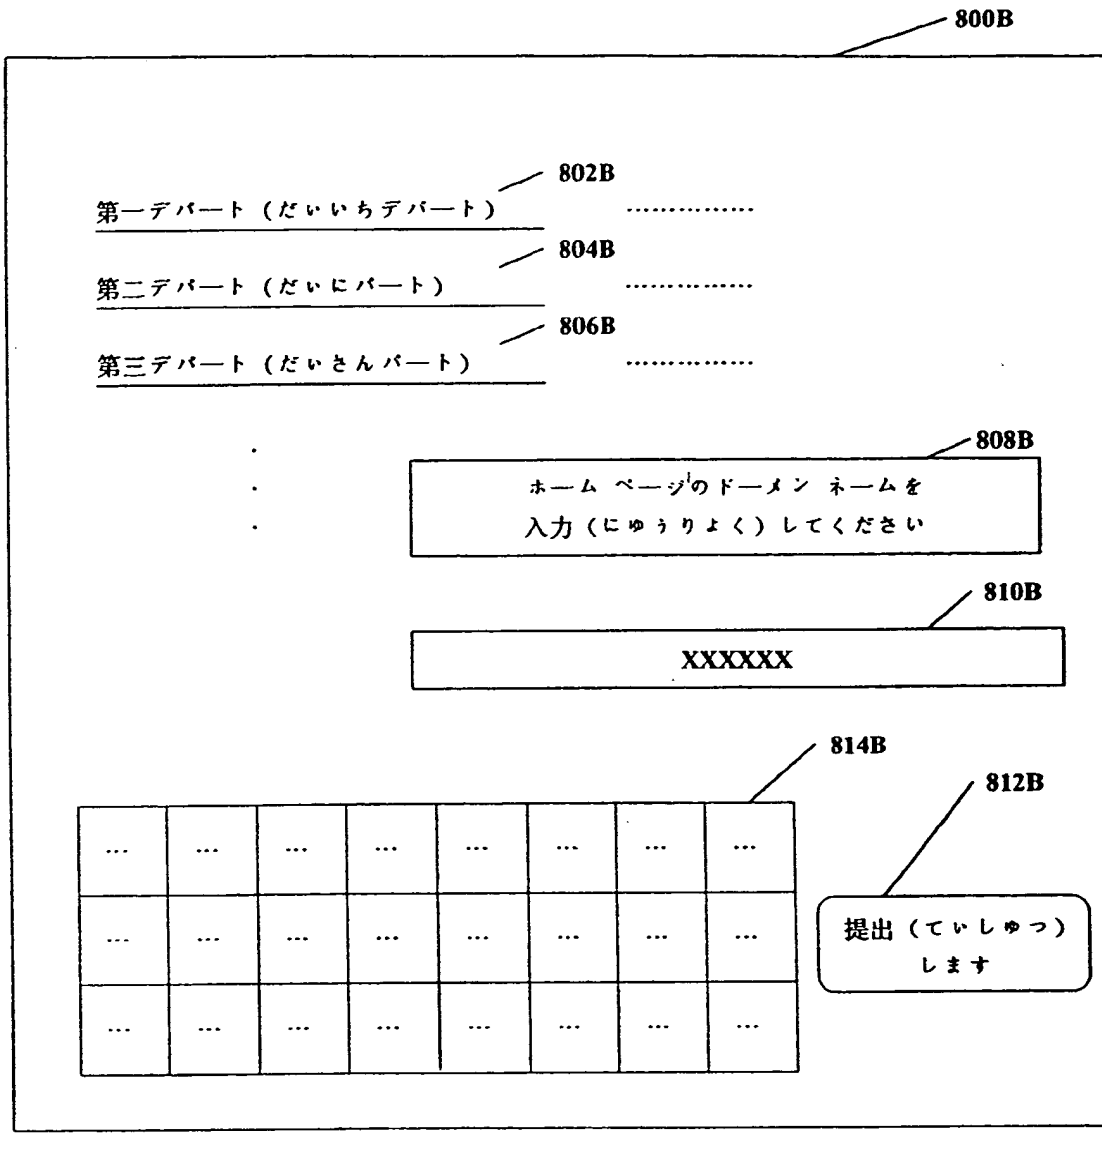 800B
802B
第一デパート (だいいちデパート) ……………
804B
第二デパート (だいにパート) ……………
806B
第三デパート (だいさんパート) ……………
808B
ホーム ページのドーメン ネームを
入力 (にゅうりょく) してください
810B
XXXXXX
814B
812B
... ... ... ... ... ... ... ...
... ... ... ... ... ... ... ...
提出 (ていしゅつ)
します
... ... ... ... ... ... ... ...